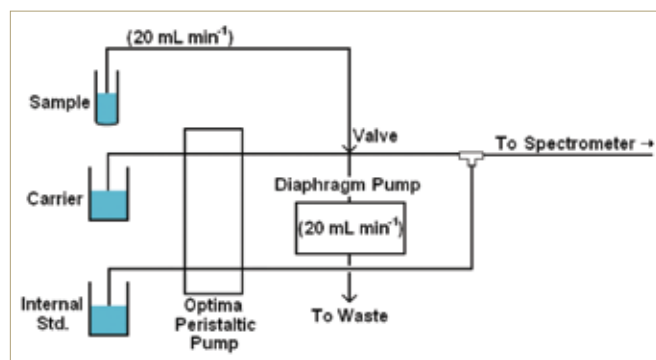 (20 mL min⁻¹)
Sample
Valve
To Spectrometer →
Carrier
Diaphragm Pump
(20 mL min⁻¹)
Internal
Std.
Optima
Peristaltic
Pump
To Waste